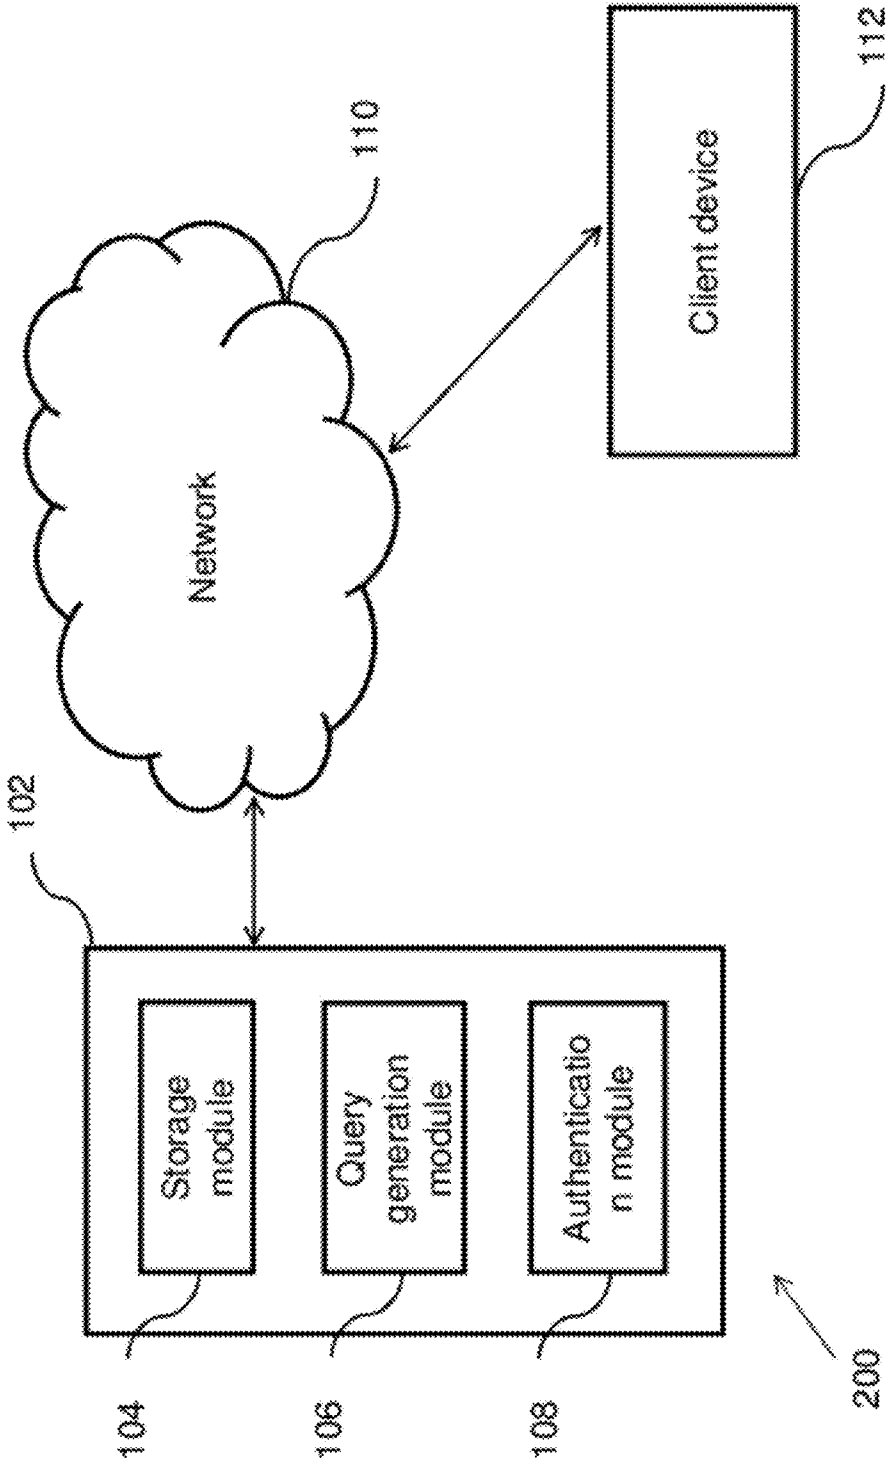 104
106
108
Storage
module
Query
generation
module
Authenticatio
n module
102
Network
110
Client device
112
200